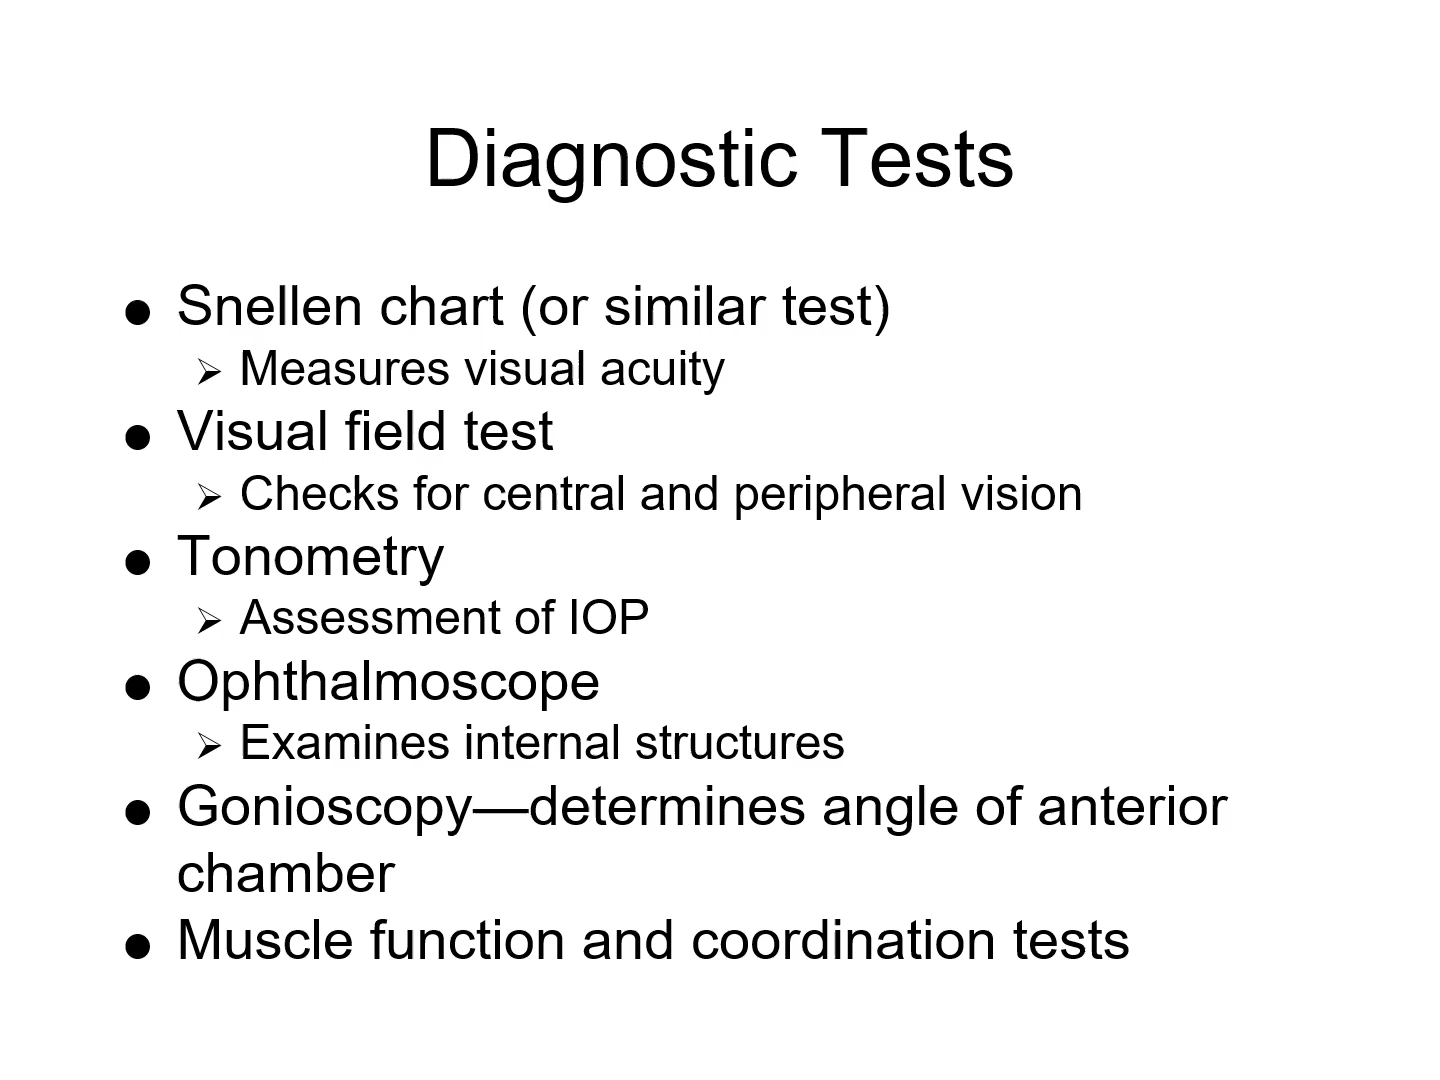 Diagnostic Tests
● Snellen chart (or similar test)
➢ Measures visual acuity
● Visual field test
➢ Checks for central and peripheral vision
● Tonometry
➢ Assessment of IOP
● Ophthalmoscope
➢ Examines internal structures
● Gonioscopy—determines angle of anterior
chamber
● Muscle function and coordination tests